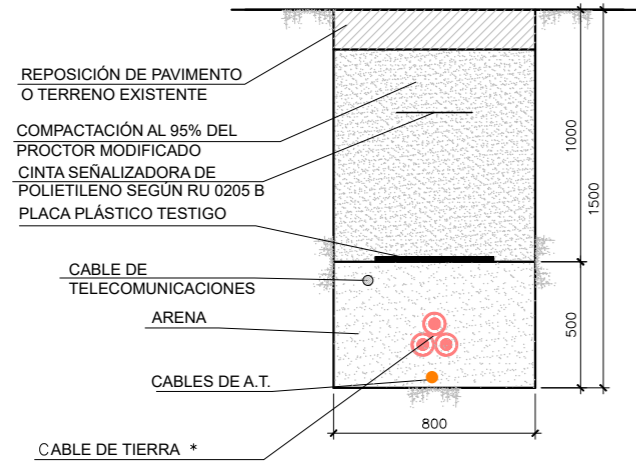 REPOSICIÓN DE PAVIMENTO
O TERRENO EXISTENTE
COMPACTACIÓN AL 95% DEL
PROCTOR MODIFICADO
CINTA SEÑALIZADORA DE
POLIETILENO SEGÚN RU 0205 B
PLACA PLÁSTICO TESTIGO
CABLE DE
TELECOMUNICACIONES
ARENA
CABLES DE A.T.
CABLE DE TIERRA *
1000
1500
500
800